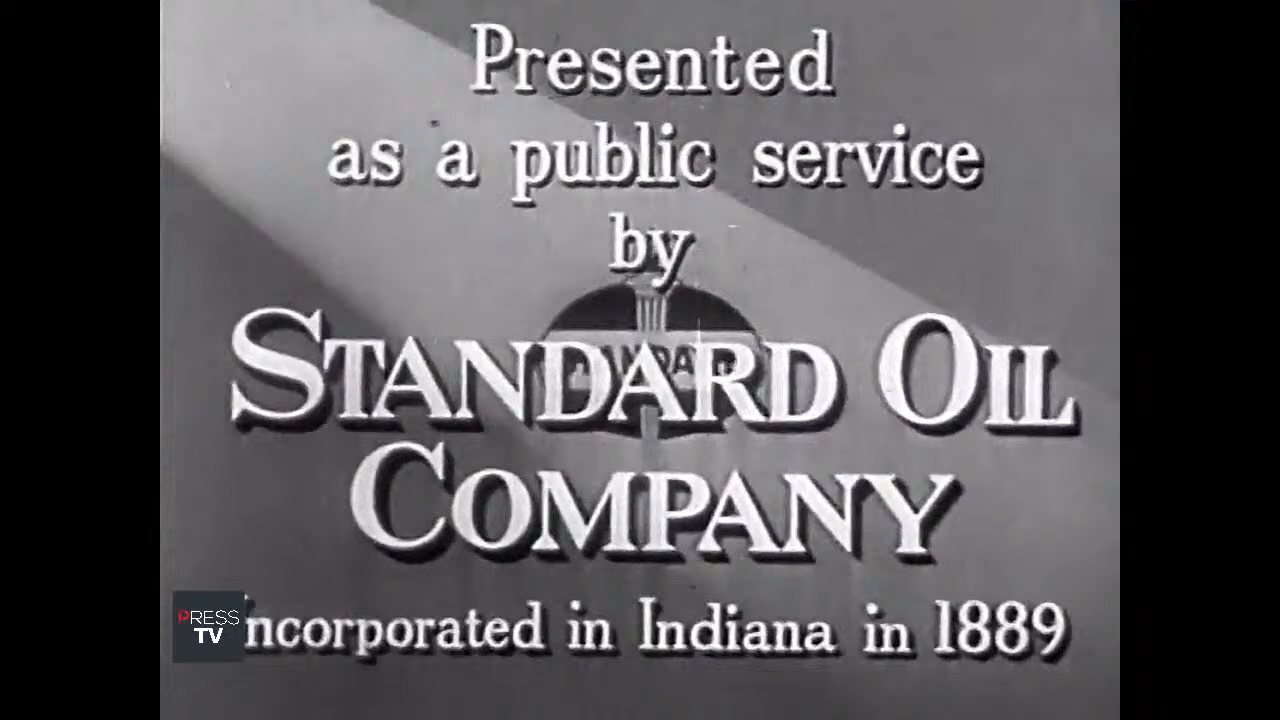 Presented
as a public service
by
STANDARD OIL
COMPANY
ncorporated in Indiana in 1889
PRESS
TV